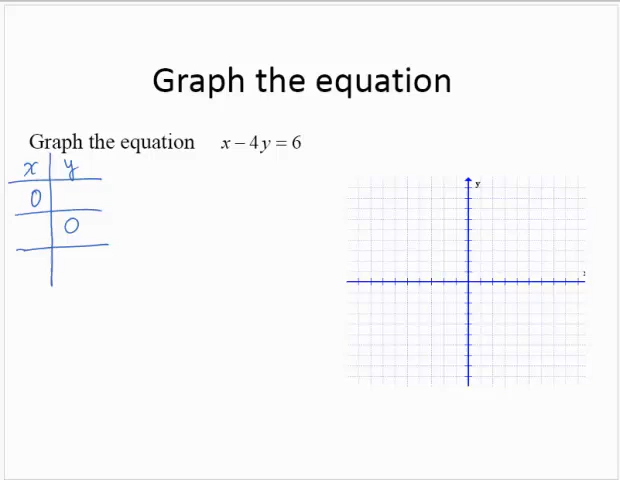 Graph the equation
Graph the equation x − 4y = 6
x y
0
0
y